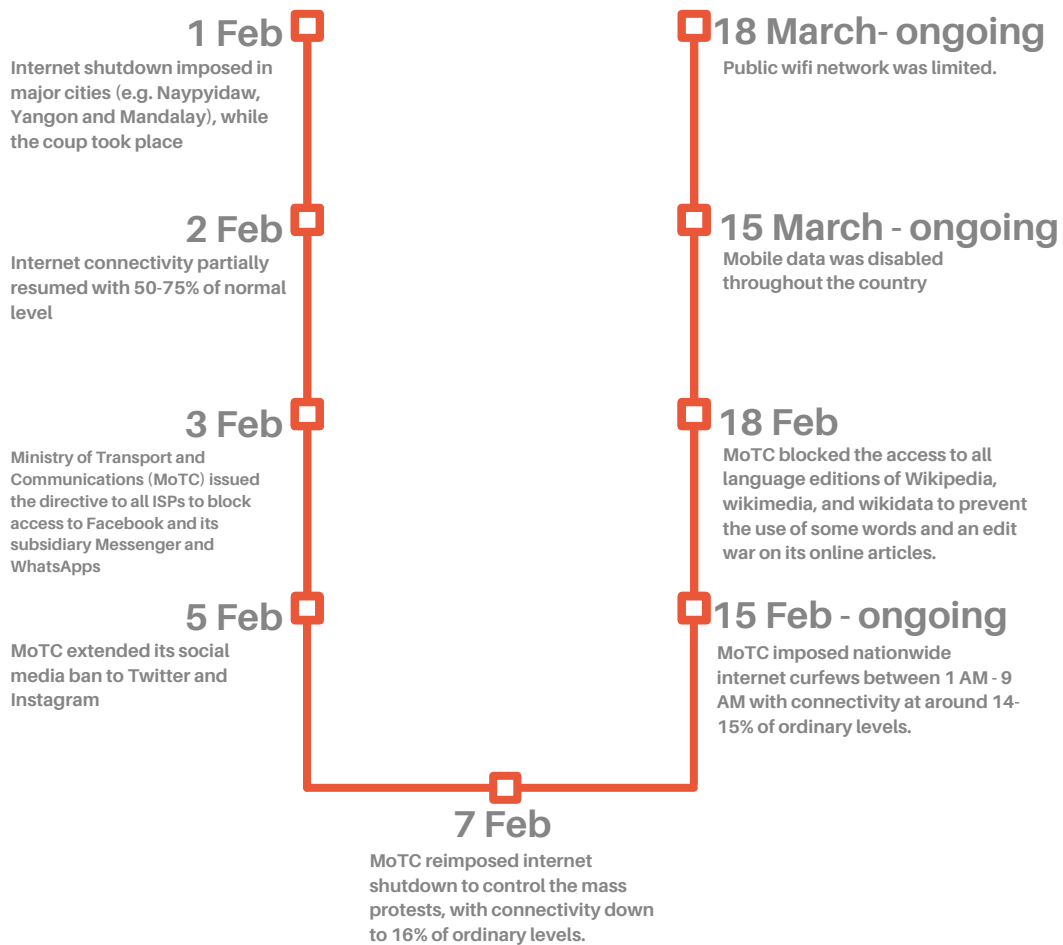 1 Feb
Internet shutdown imposed in
major cities (e.g. Naypyidaw,
Yangon and Mandalay), while
the coup took place
2 Feb
Internet connectivity partially
resumed with 50-75% of normal
level
3 Feb
Ministry of Transport and
Communications (MoTC) issued
the directive to all ISPs to block
access to Facebook and its
subsidiary Messenger and
WhatsApps
5 Feb
MoTC extended its social
media ban to Twitter and
Instagram
7 Feb
MoTC reimposed internet
shutdown to control the mass
protests, with connectivity down
to 16% of ordinary levels.
15 Feb - ongoing
MoTC imposed nationwide
internet curfews between 1 AM - 9
AM with connectivity at around 14-
15% of ordinary levels.
18 Feb
MoTC blocked the access to all
language editions of Wikipedia,
wikimedia, and wikidata to prevent
the use of some words and an edit
war on its online articles.
15 March - ongoing
Mobile data was disabled
throughout the country
18 March- ongoing
Public wifi network was limited.